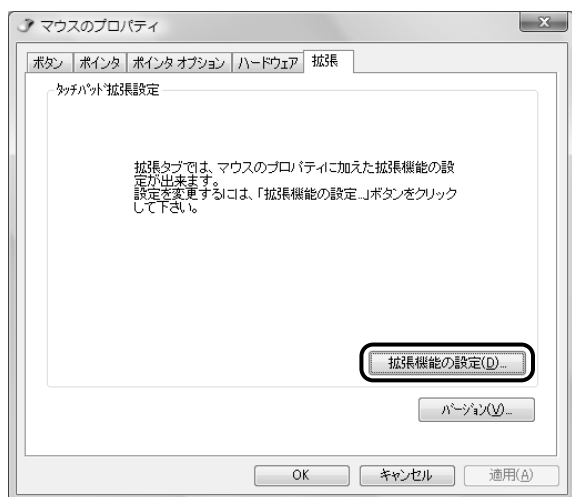 マウスのプロパティ
ボタン ポインタ ポインタ オプション ハードウェア 拡張
ﾀｯﾁﾊﾟｯﾄﾞ拡張設定
拡張タブでは、マウスのプロパティに加えた拡張機能の設
定が出来ます。
設定を変更するには、「拡張機能の設定...」ボタンをクリック
して下さい。
拡張機能の設定(D)...
ﾊﾞｰｼﾞｮﾝ(V)...
OK キャンセル 適用(A)